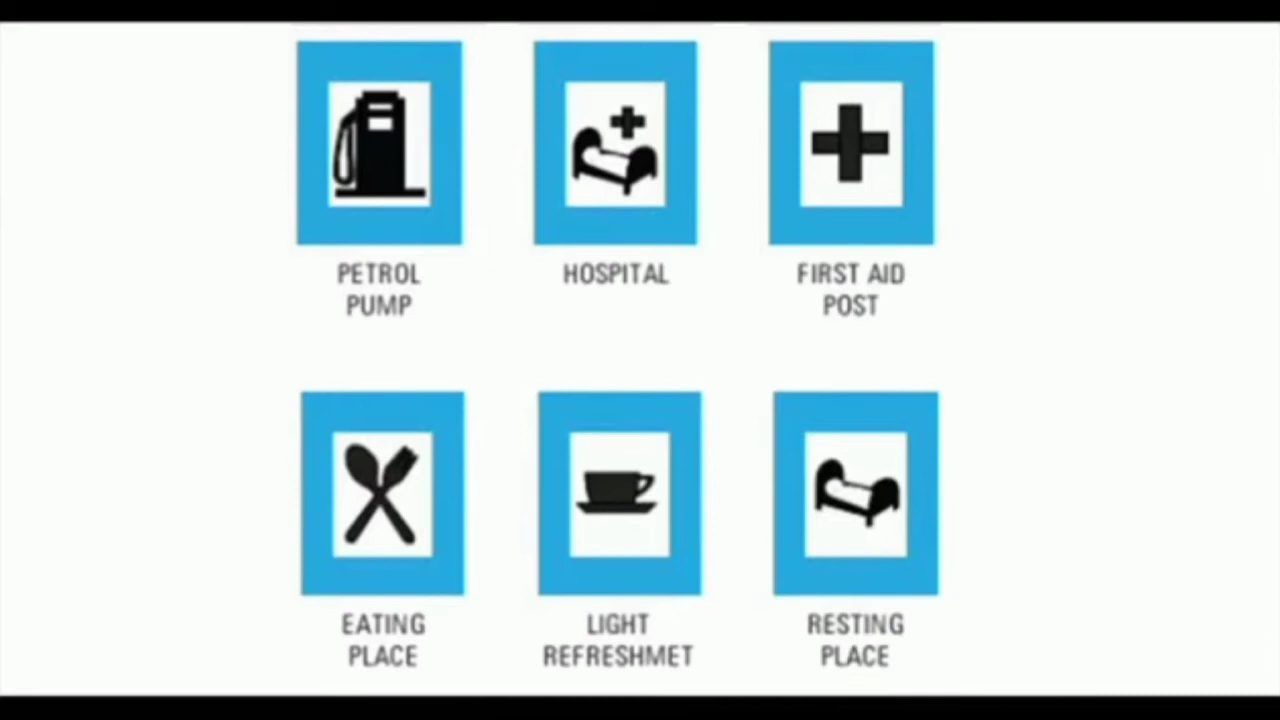 PETROL
PUMP
HOSPITAL
FIRST AID
POST
EATING
PLACE
LIGHT
REFRESHMET
RESTING
PLACE